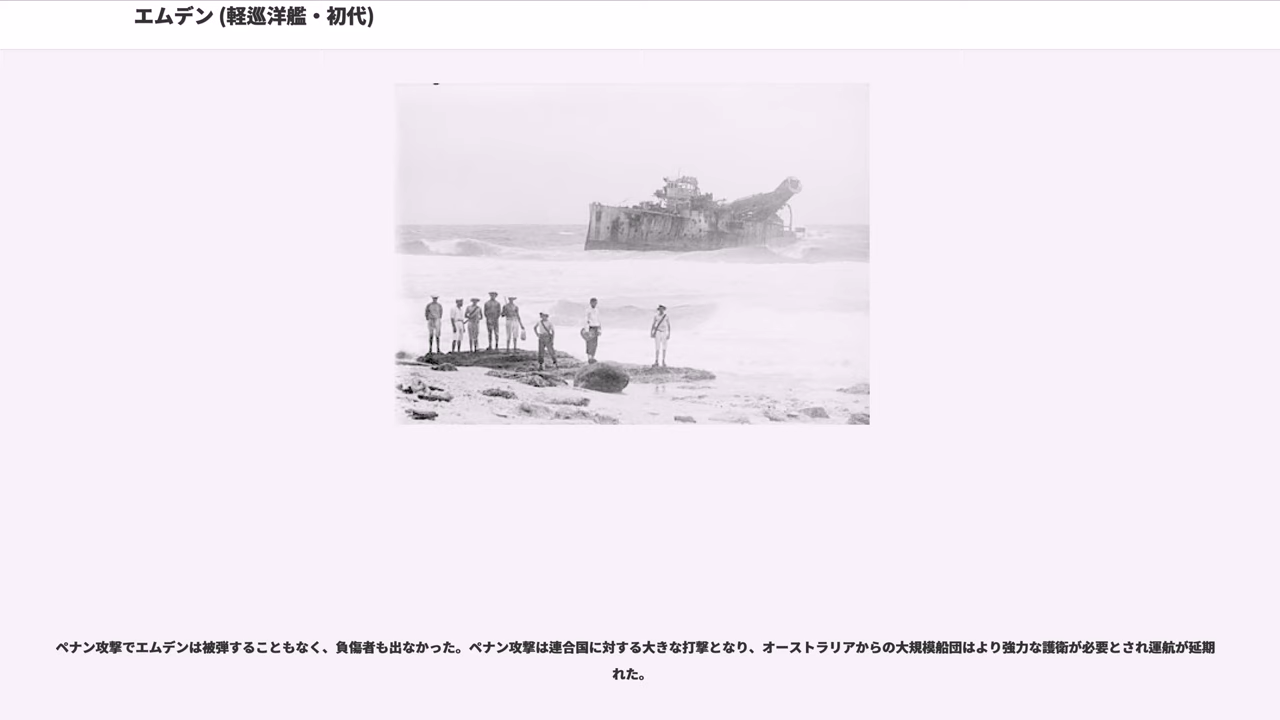 エムデン (軽巡洋艦・初代)
ペナン攻撃でエムデンは被弾することもなく、負傷者も出なかった。ペナン攻撃は連合国に対する大きな打撃となり、オーストラリアからの大規模船団はより強力な護衛が必要とされ運航が延期
れた。